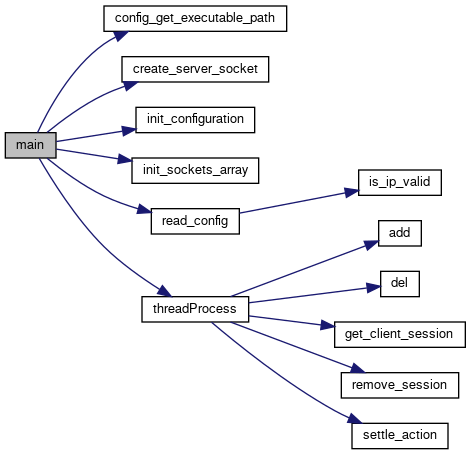 config_get_executable_path
create_server_socket
main
init_configuration
init_sockets_array
is_ip_valid
read_config
add
del
threadProcess
get_client_session
remove_session
settle_action